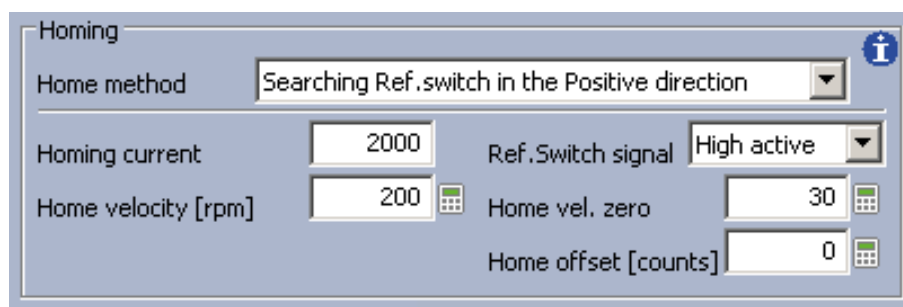 Homing
Home method Searching Ref.switch in the Positive direction
Homing current 2000 Ref.Switch signal High active
Home velocity [rpm] 200 Home vel. zero 30
Home offset [counts] 0